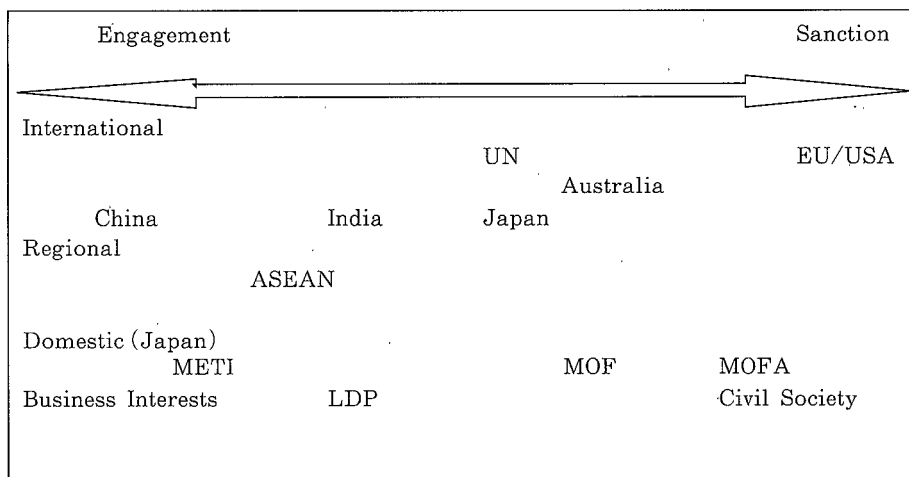 Engagement Sanction
International
UN EU/USA
Australia
China India Japan
Regional
ASEAN
Domestic (Japan)
METI MOF MOFA
Business Interests LDP Civil Society